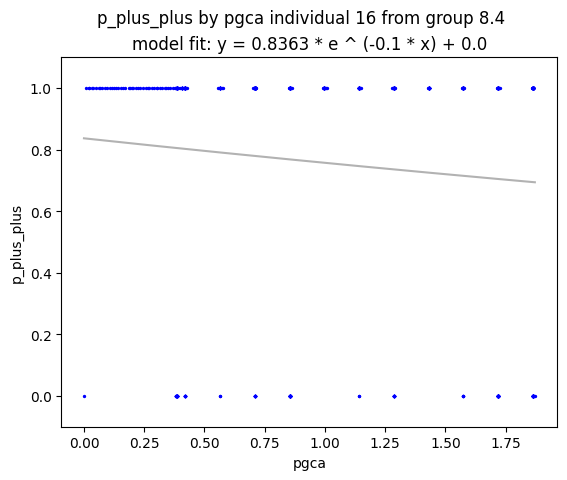 p_plus_plus by pgca individual 16 from group 8.4
model fit: y = 0.8363 * e ^ (-0.1 * x) + 0.0
1.0
0.8
0.6
0.4
0.2
0.0
p_plus_plus
0.00 0.25 0.50 0.75 1.00 1.25 1.50 1.75
pgca